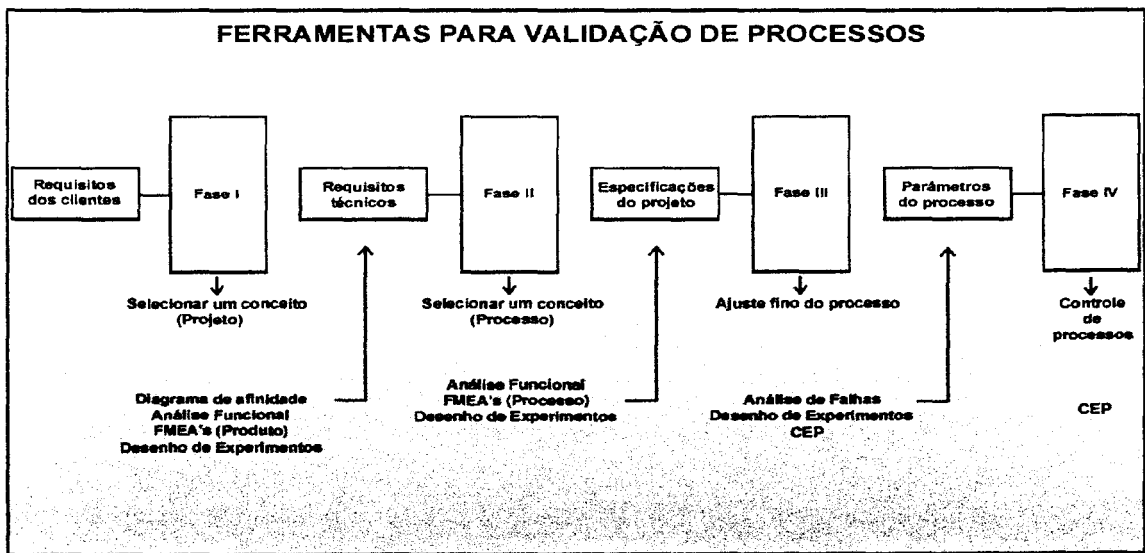 FERRAMENTAS PARA VALIDAÇÃO DE PROCESSOS
Requisitos
dos clientes
Fase I
Requisitos
técnicos
Fase II
Especificações
do projeto
Fase III
Parâmetros
do processo
Fase IV
Selecionar um conceito
(Projeto)
Selecionar um conceito
(Processo)
Ajuste fino do processo
Controle
de
processos
Diagrama de afinidade
Análise Funcional
FMEA's (Produto)
Desenho de Experimentos
Análise Funcional
FMEA's (Processo)
Desenho de Experimentos
Análise de Falhas
Desenho de Experimentos
CEP
CEP